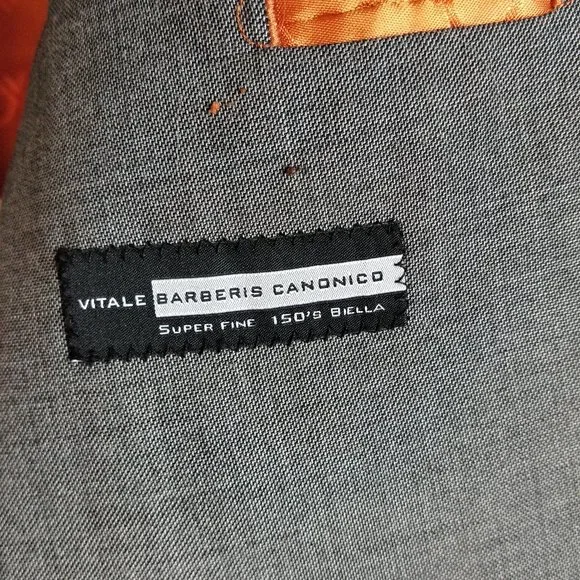 VITALE BARBERIS CANONICO
SUPER FINE 150'S BIELLA